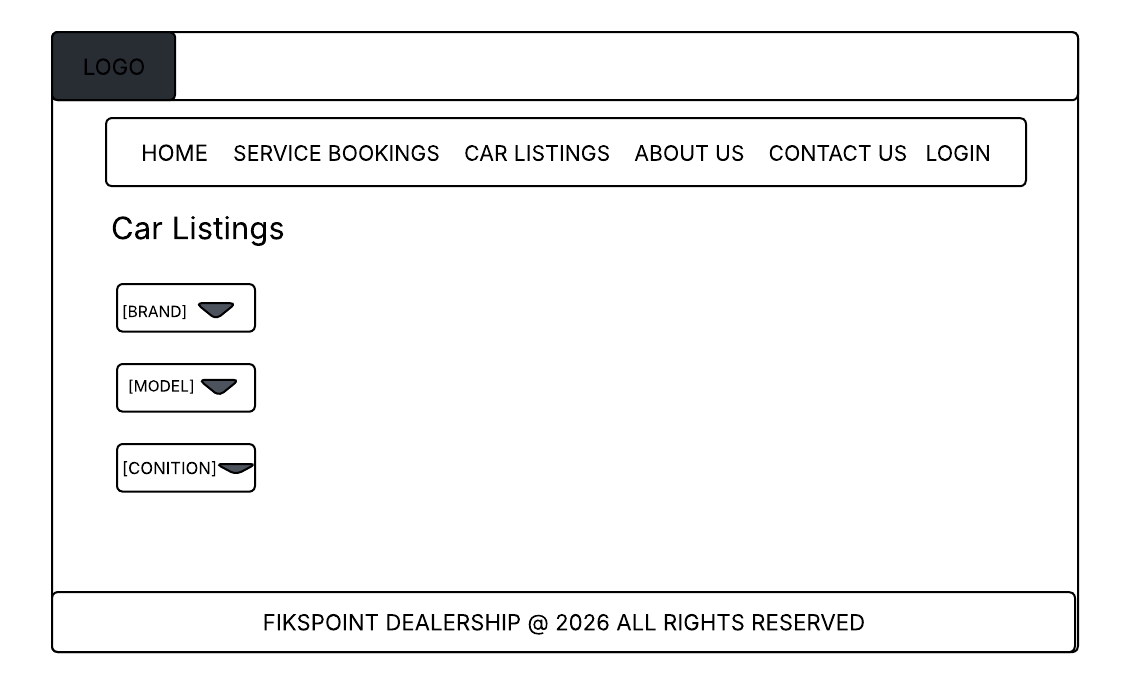 LOGO
HOME SERVICE BOOKINGS CAR LISTINGS ABOUT US CONTACT US LOGIN
Car Listings
[BRAND]
[MODEL]
[CONITION]
FIKSPOINT DEALERSHIP @ 2026 ALL RIGHTS RESERVED